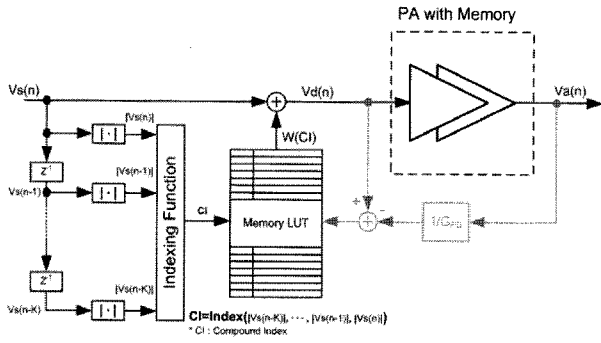 PA with Memory
Vs(n)
Vd(n)
Va(n)
|Vs(n)|
|·|
W(CI)
Z⁻¹
|Vs(n-1)|
Vs(n-1)
|·|
Indexing Function
CI
Memory LUT
+
-
1/G
Z⁻¹
|Vs(n-K)|
Vs(n-K)
|·|
CI=Index(|Vs(n-K)|, ···, |Vs(n-1)|, |Vs(n)|)
* CI : Compound Index